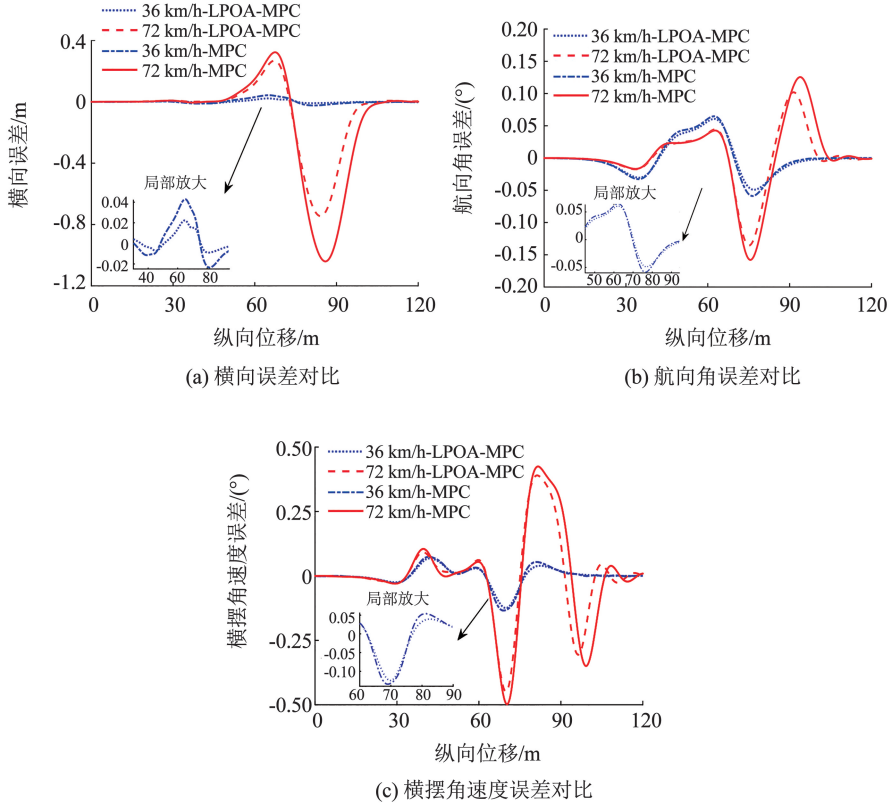 36 km/h-LPOA-MPC
72 km/h-LPOA-MPC
36 km/h-MPC
72 km/h-MPC
0.4
0
-0.4
-0.8
-1.2
横向误差/m
局部放大
0.04
0.02
0
-0.02
40 60 80
0 30 60 90 120
纵向位移/m
(a) 横向误差对比
36 km/h-LPOA-MPC
72 km/h-LPOA-MPC
36 km/h-MPC
72 km/h-MPC
0.20
0.15
0.10
0.05
0
-0.05
-0.10
-0.15
-0.20
航向角误差/(°)
局部放大
0.05
0
-0.05
50 60 70 80 90
0 30 60 90 120
纵向位移/m
(b) 航向角误差对比
36 km/h-LPOA-MPC
72 km/h-LPOA-MPC
36 km/h-MPC
72 km/h-MPC
0.50
0.25
0
-0.25
-0.50
横摆角速度误差/(°)
局部放大
0.05
0
-0.05
-0.10
60 70 80 90
0 30 60 90 120
纵向位移/m
(c) 横摆角速度误差对比